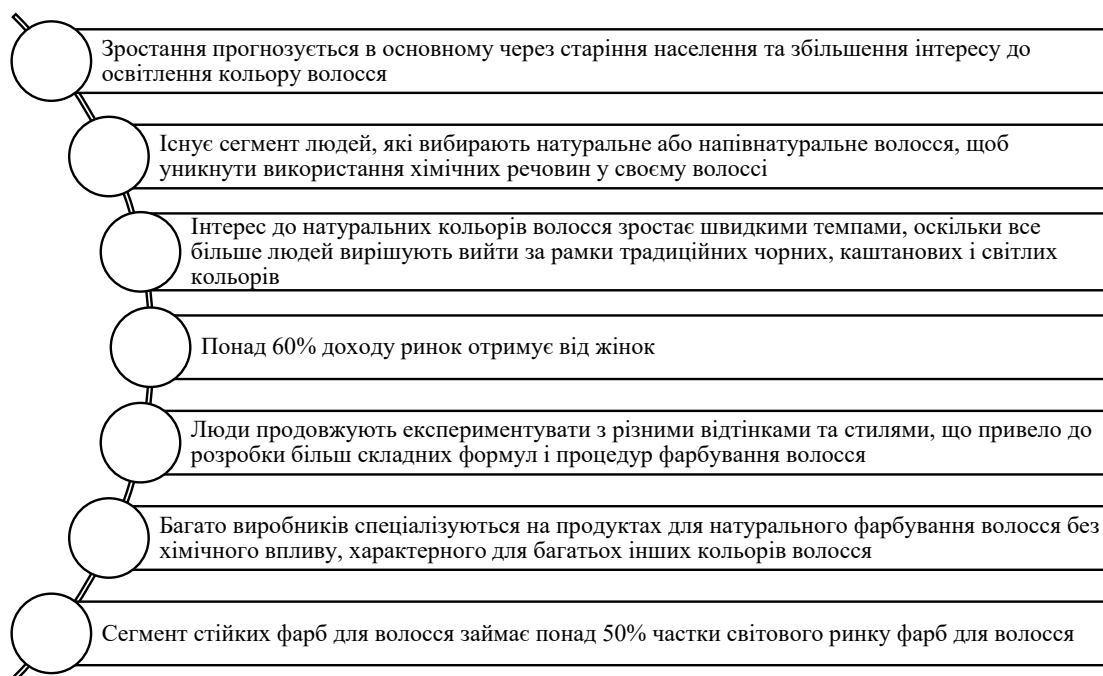 Зростання прогнозується в основному через старіння населення та збільшення інтересу до
освітлення кольору волосся
Існує сегмент людей, які вибирають натуральне або напівнатуральне волосся, щоб
уникнути використання хімічних речовин у своєму волоссі
Інтерес до натуральних кольорів волосся зростає швидкими темпами, оскільки все
більше людей вирішують вийти за рамки традиційних чорних, каштанових і світлих
кольорів
Понад 60% доходу ринок отримує від жінок
Люди продовжують експериментувати з різними відтінками та стилями, що привело до
розробки більш складних формул і процедур фарбування волосся
Багато виробників спеціалізуються на продуктах для натурального фарбування волосся без
хімічного впливу, характерного для багатьох інших кольорів волосся
Сегмент стійких фарб для волосся займає понад 50% частки світового ринку фарб для волосся